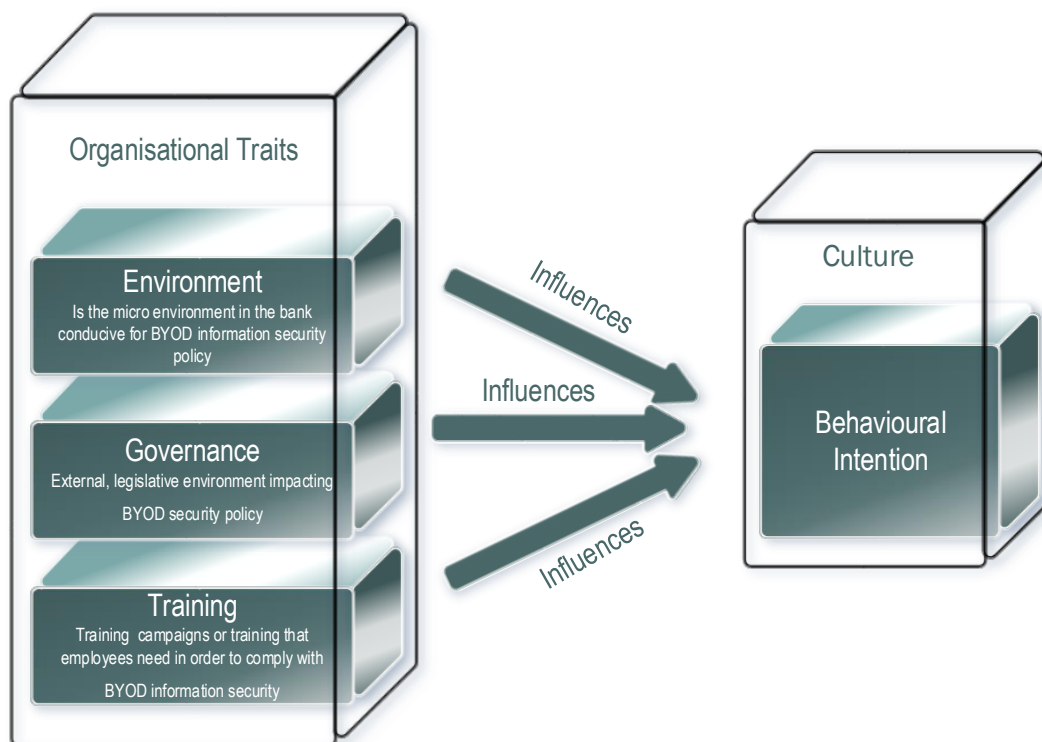 Organisational Traits
Environment
Is the micro environment in the bank
conducive for BYOD information security
policy
Governance
External, legislative environment impacting
BYOD security policy
Training
Training campaigns or training that
employees need in order to comply with
BYOD information security
Influences
Influences
Influences
Culture
Behavioural
Intention